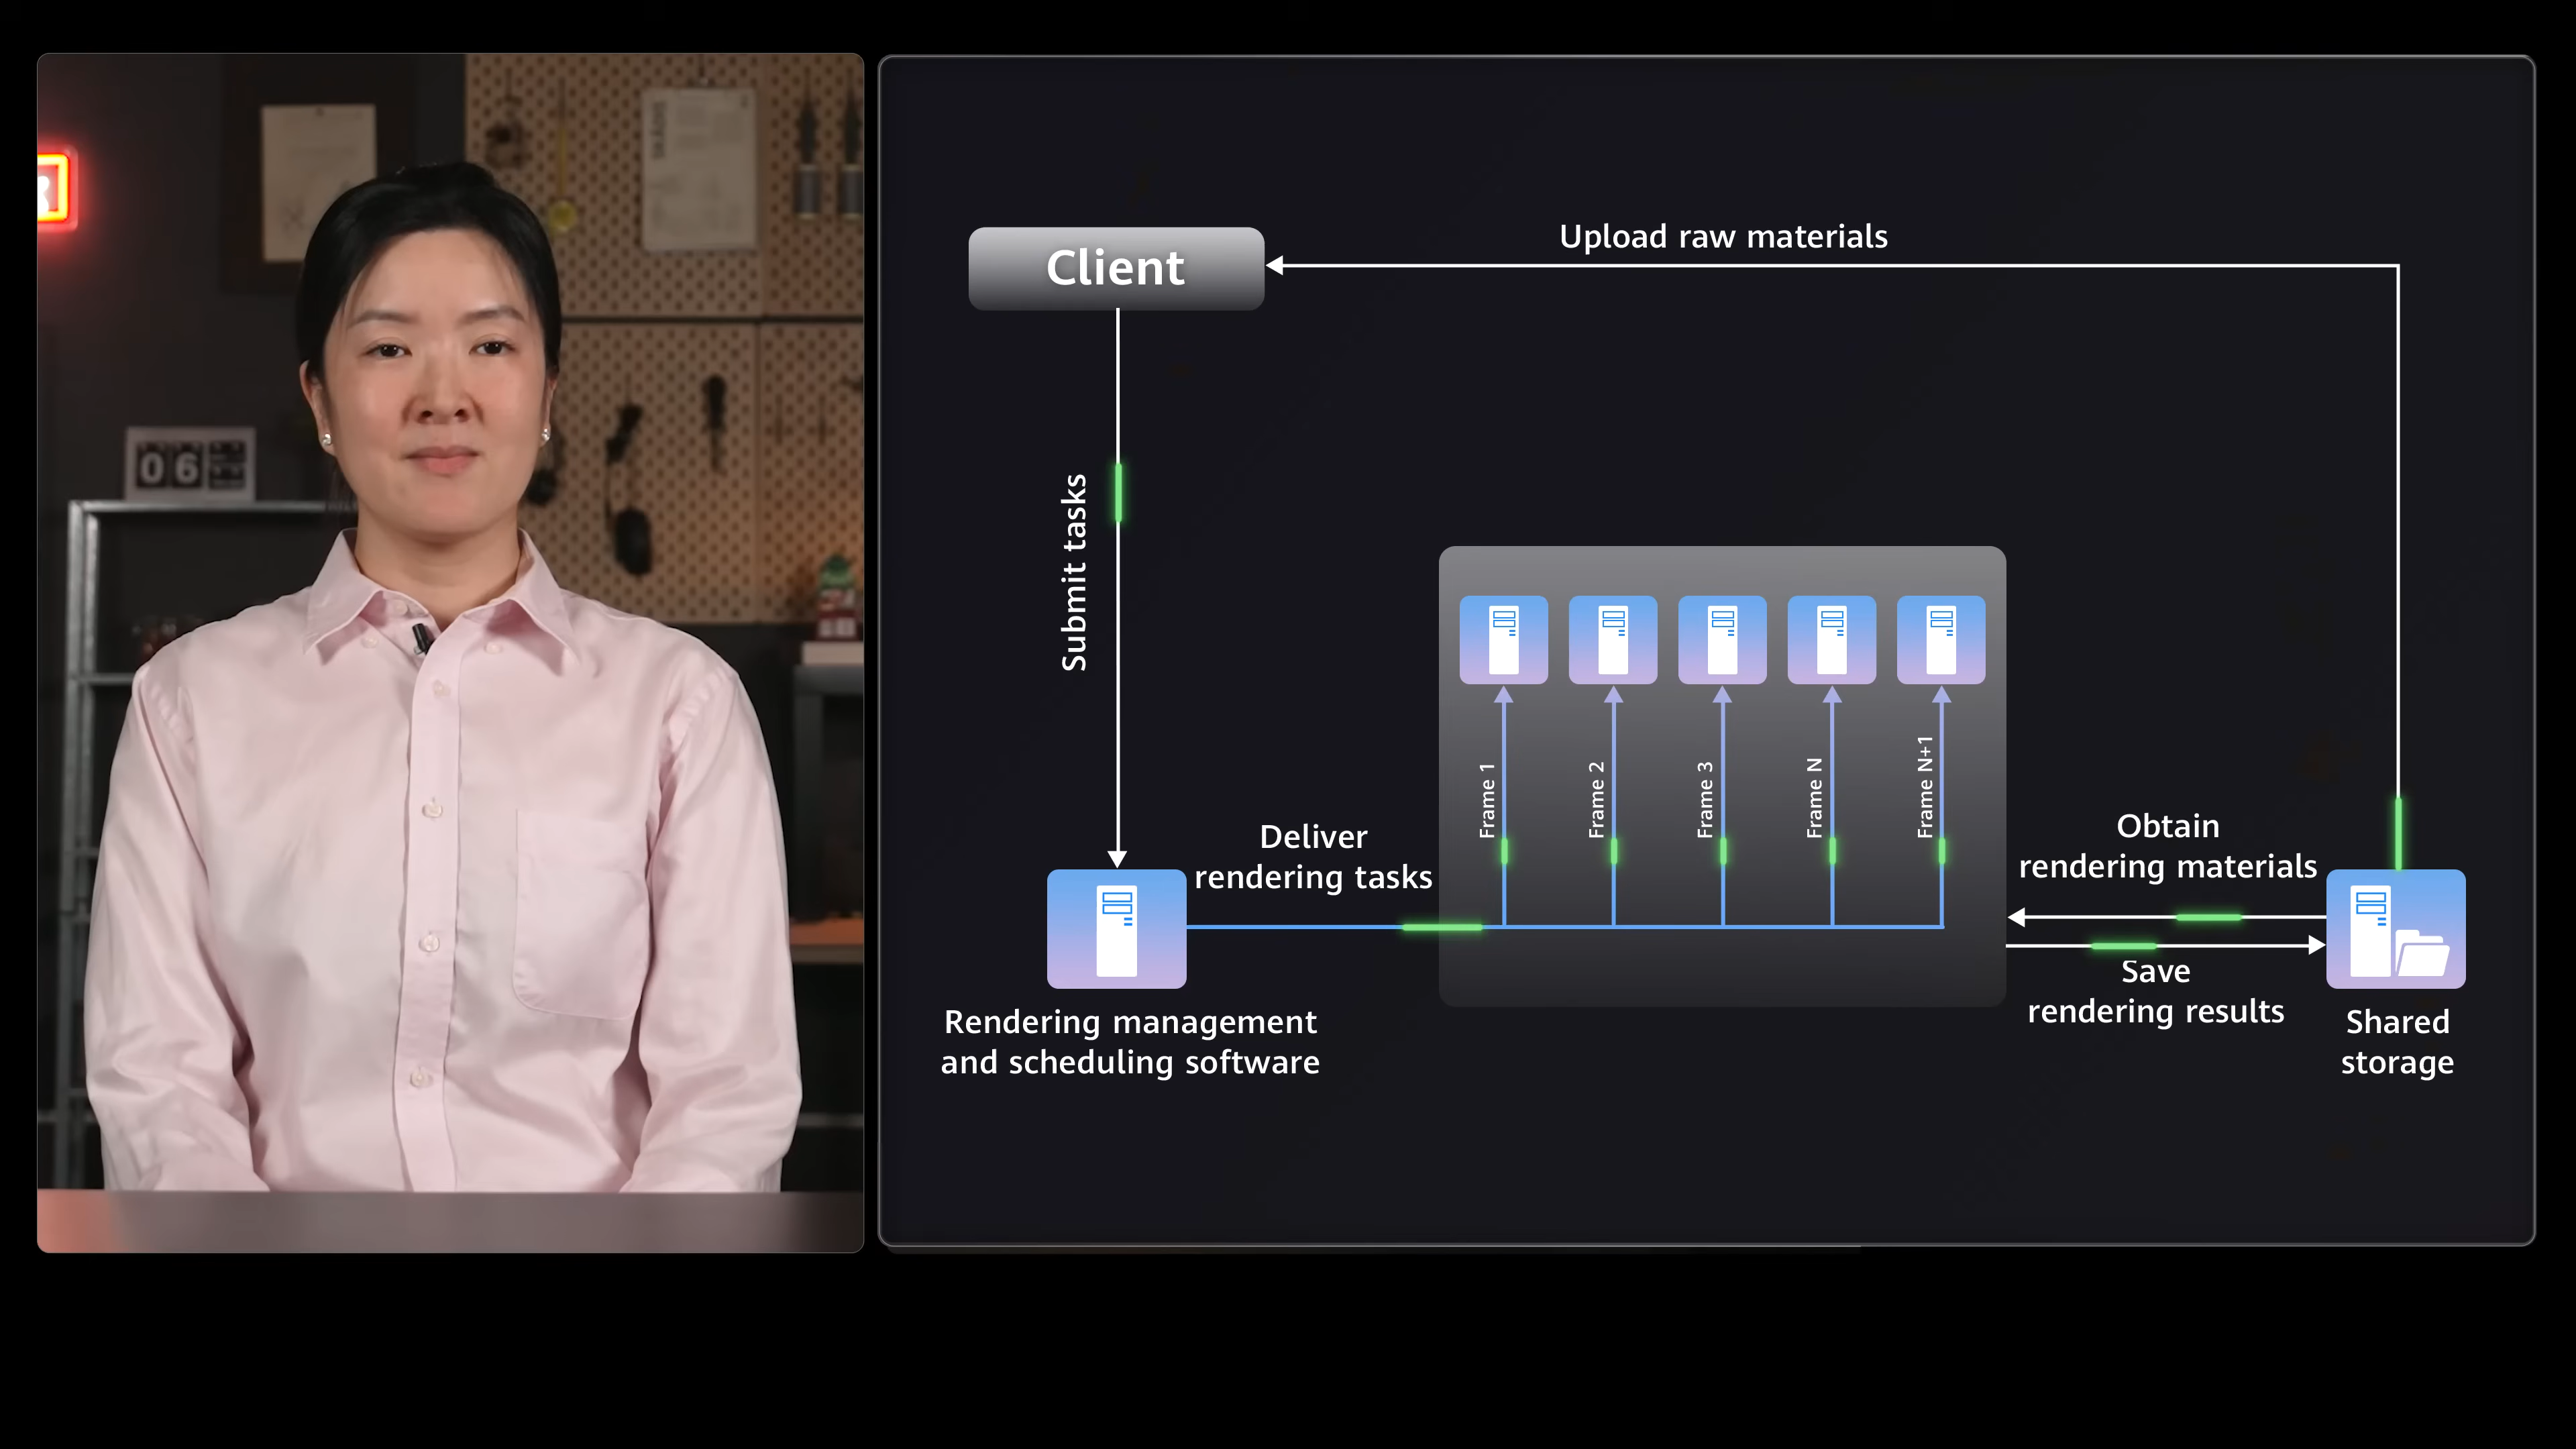 R
06
Client
Upload raw materials
Submit tasks
Deliver
rendering tasks
Frame 1
Frame 2
Frame 3
Frame N
Frame N+1
Obtain
rendering materials
Save
rendering results
Rendering management
and scheduling software
Shared
storage